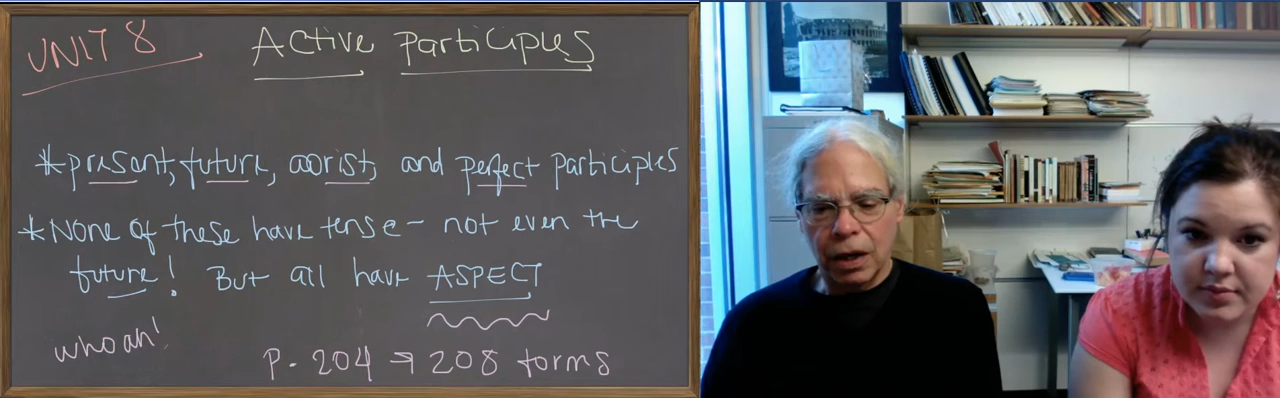 UNIT 8 Active Participles
*present, future, aorist, and perfect participles
*None of these have tense - not even the
future! But all have ASPECT
whoah!
P. 204 → 208 forms